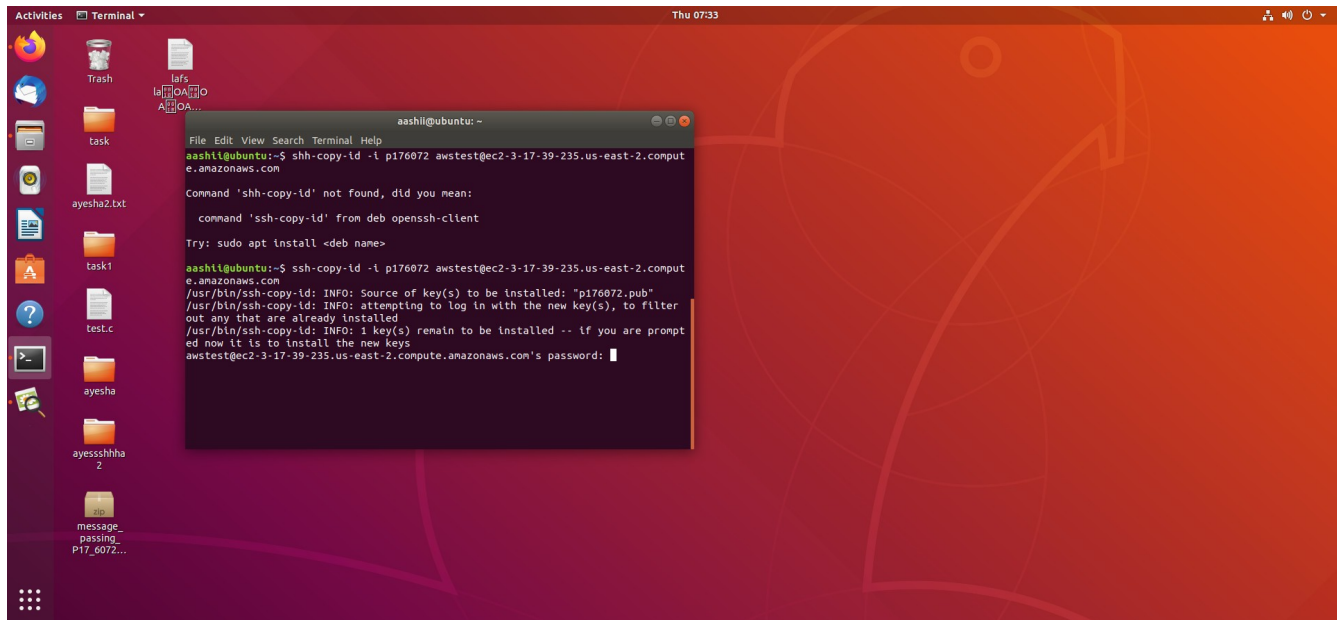 Activities Terminal Thu 07:33
Trash
task
ayesha2.txt
task1
test.c
ayesha
ayessshhha
2
zip
message_
passing_
P17_6072...
lafs
aashii@ubuntu: ~
File Edit View Search Terminal Help
aashii@ubuntu:~$ shh-copy-id -i p176072 awstest@ec2-3-17-39-235.us-east-2.comput
e.amazonaws.com
Command 'shh-copy-id' not found, did you mean:
command 'ssh-copy-id' from deb openssh-client
Try: sudo apt install <deb name>
aashii@ubuntu:~$ ssh-copy-id -i p176072 awstest@ec2-3-17-39-235.us-east-2.comput
e.amazonaws.com
/usr/bin/ssh-copy-id: INFO: Source of key(s) to be installed: "p176072.pub"
/usr/bin/ssh-copy-id: INFO: attempting to log in with the new key(s), to filter
out any that are already installed
/usr/bin/ssh-copy-id: INFO: 1 key(s) remain to be installed -- if you are prompt
ed now it is to install the new keys
awstest@ec2-3-17-39-235.us-east-2.compute.amazonaws.com's password: